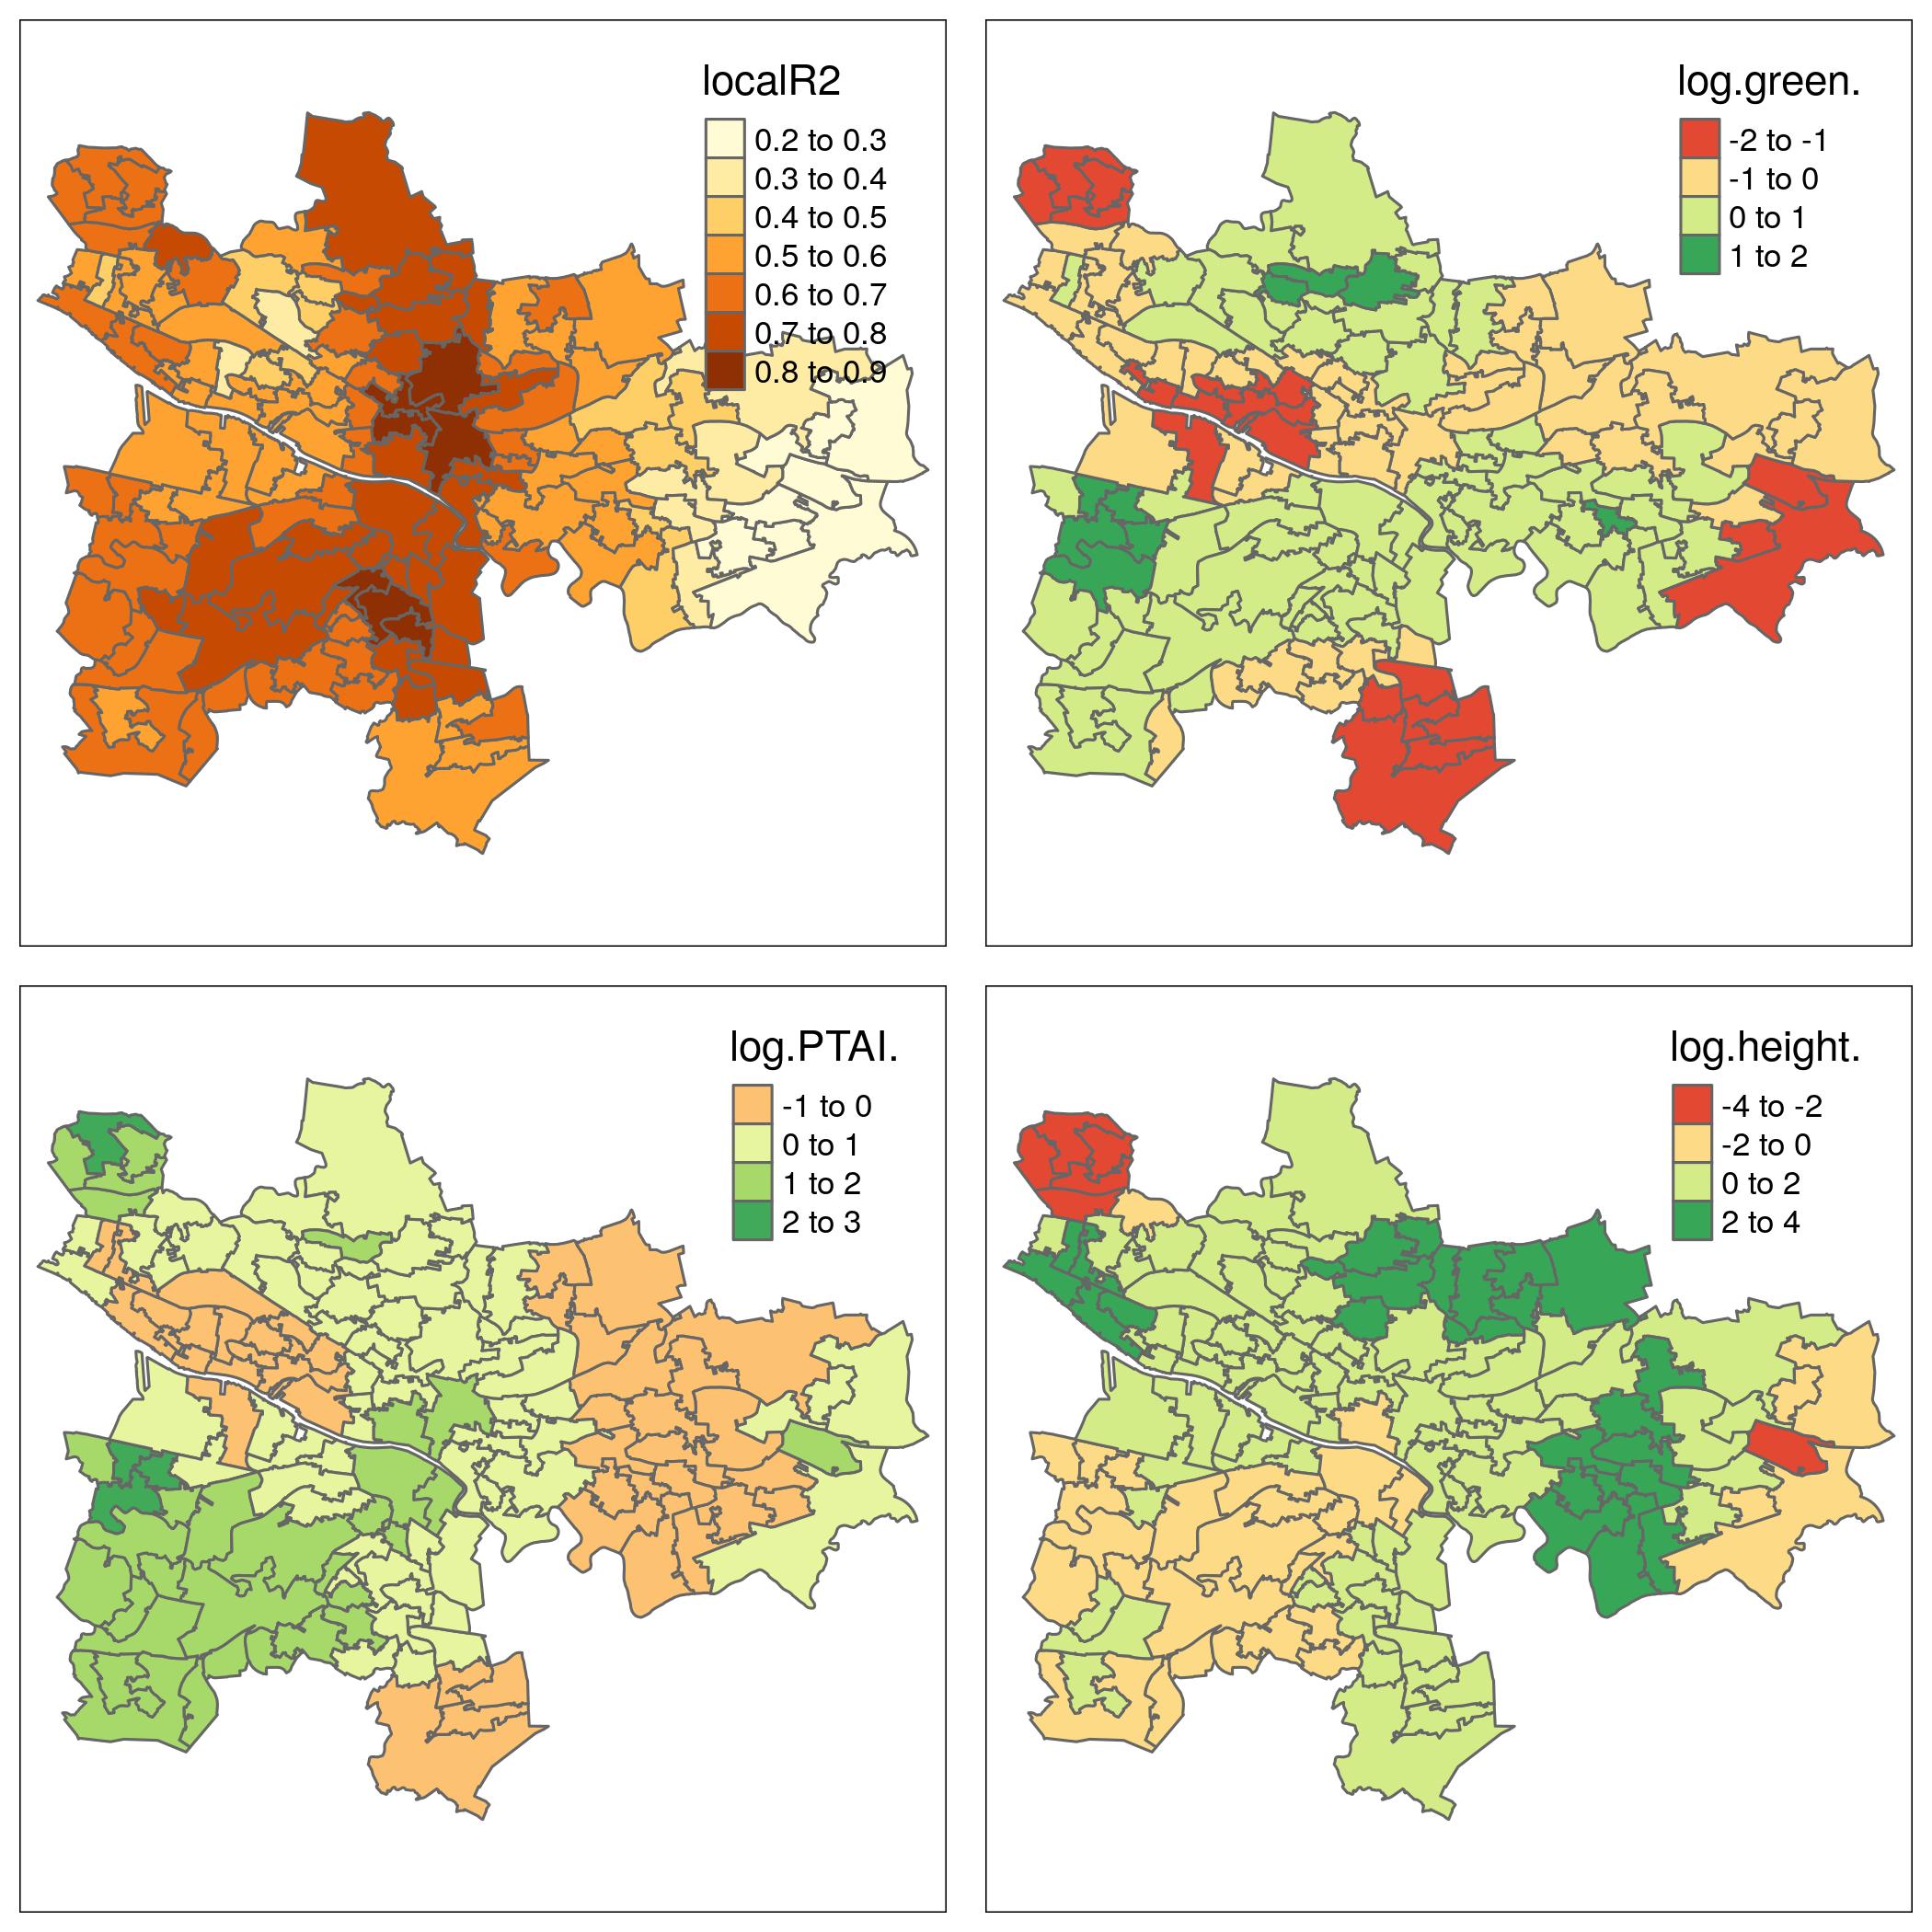 localR2
0.2 to 0.3
0.3 to 0.4
0.4 to 0.5
0.5 to 0.6
0.6 to 0.7
0.7 to 0.8
0.8 to 0.9
log.green.
-2 to -1
-1 to 0
0 to 1
1 to 2
log.PTAI.
-1 to 0
0 to 1
1 to 2
2 to 3
log.height.
-4 to -2
-2 to 0
0 to 2
2 to 4